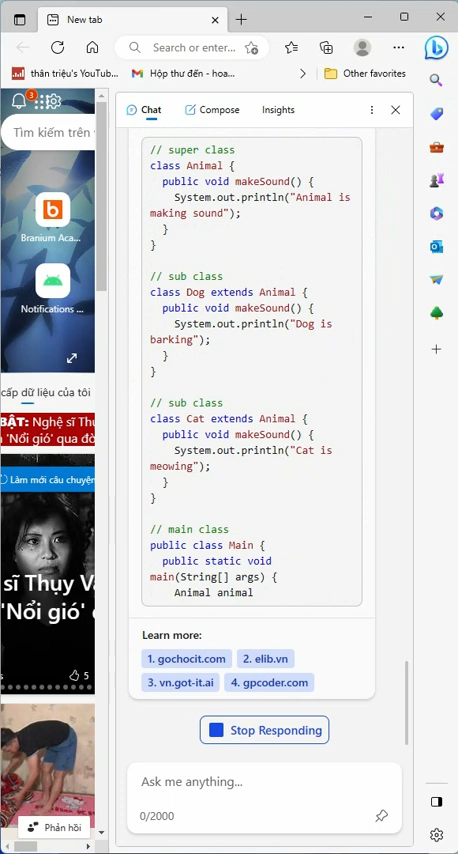 New tab
Search or enter...
thân triệu's YouTub...
Hộp thư đến - hoa...
Other favorites
3
Tìm kiếm trên
Branium Aca...
Notifications ...
cấp dữ liệu của tôi
BẬT: Nghệ sĩ Thụ
'Nổi gió' qua đờ
Làm mới câu chuyện
sĩ Thụy Vâ
'Nổi gió'
5
Phản hồi
Chat
Compose
Insights
// super class
class Animal {
public void makeSound() {
System.out.println("Animal is
making sound");
}
}
// sub class
class Dog extends Animal {
public void makeSound() {
System.out.println("Dog is
barking");
}
}
// sub class
class Cat extends Animal {
public void makeSound() {
System.out.println("Cat is
meowing");
}
}
// main class
public class Main {
public static void
main(String[] args) {
Animal animal
Learn more:
1. gochocit.com
2. elib.vn
3. vn.got-it.ai
4. gpcoder.com
Stop Responding
Ask me anything...
0/2000